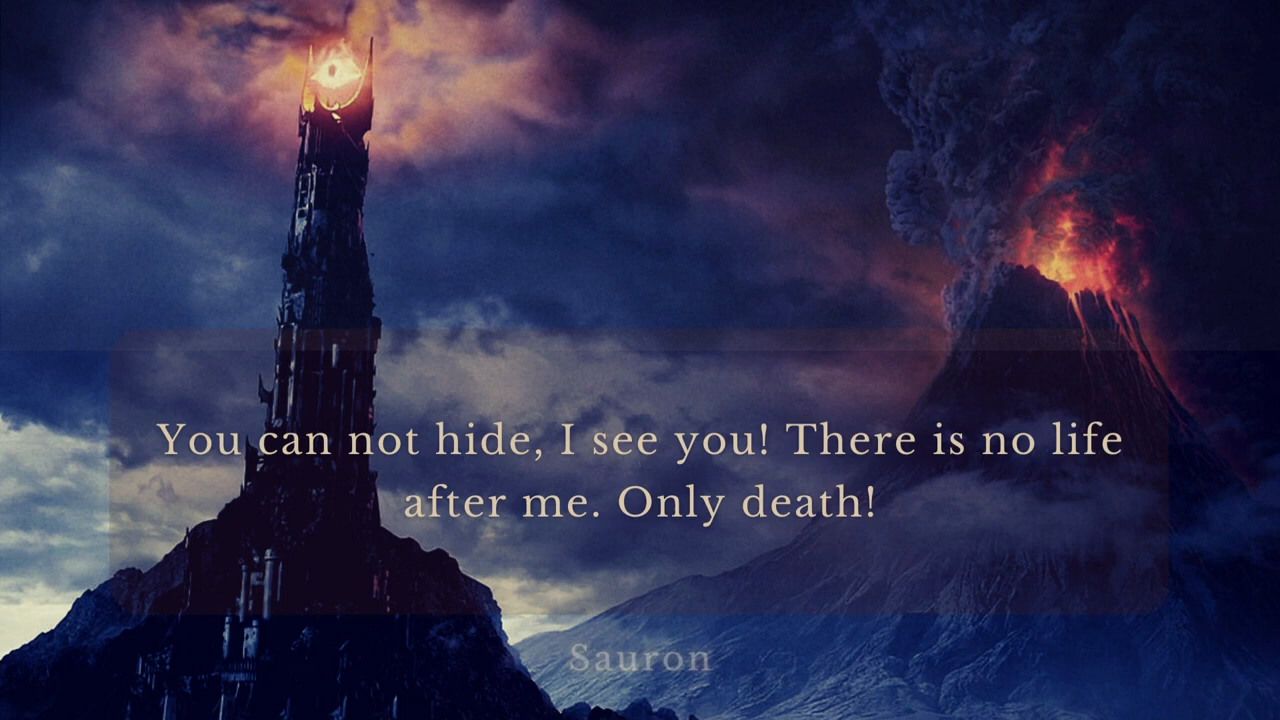 You can not hide, I see you! There is no life
after me. Only death!
Sauron